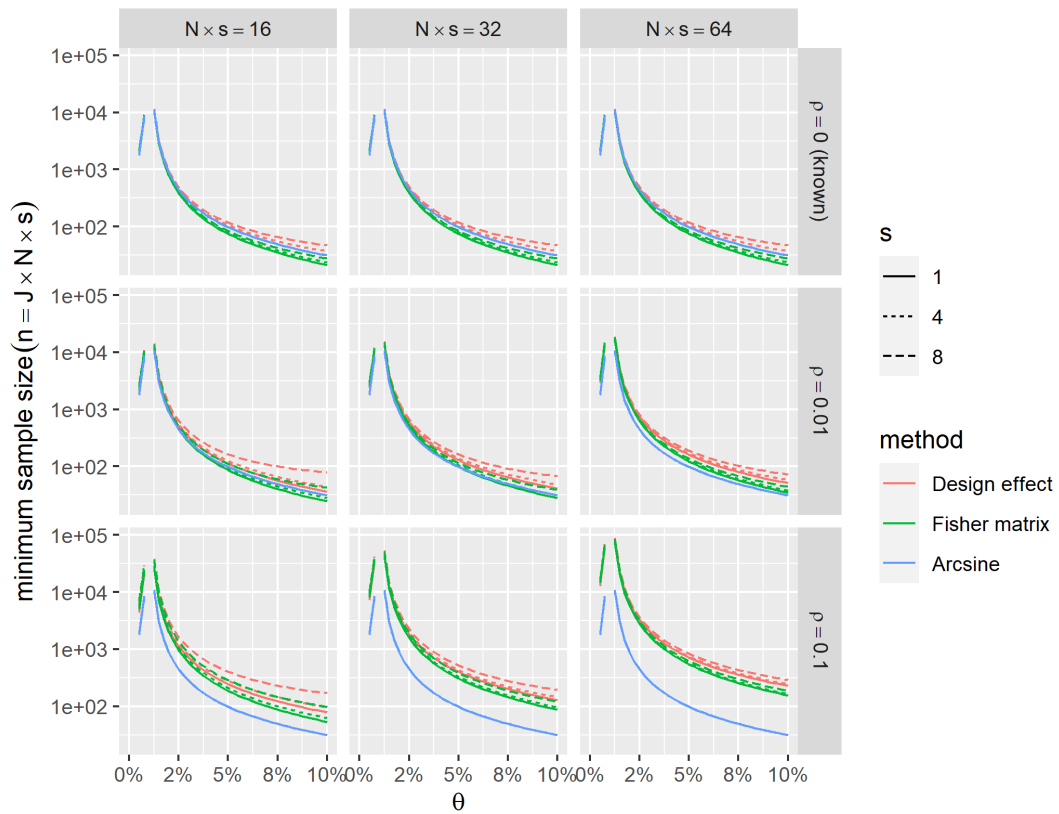 N × s = 16
N × s = 32
N × s = 64
1e+05
1e+04
1e+03
1e+02
ρ = 0 (known)
1e+05
1e+04
1e+03
1e+02
ρ = 0.01
1e+05
1e+04
1e+03
1e+02
ρ = 0.1
0% 2% 5% 8% 10%
0% 2% 5% 8% 10%
0% 2% 5% 8% 10%
θ
minimum sample size(n = J × N × s)
s
1
4
8
method
Design effect
Fisher matrix
Arcsine